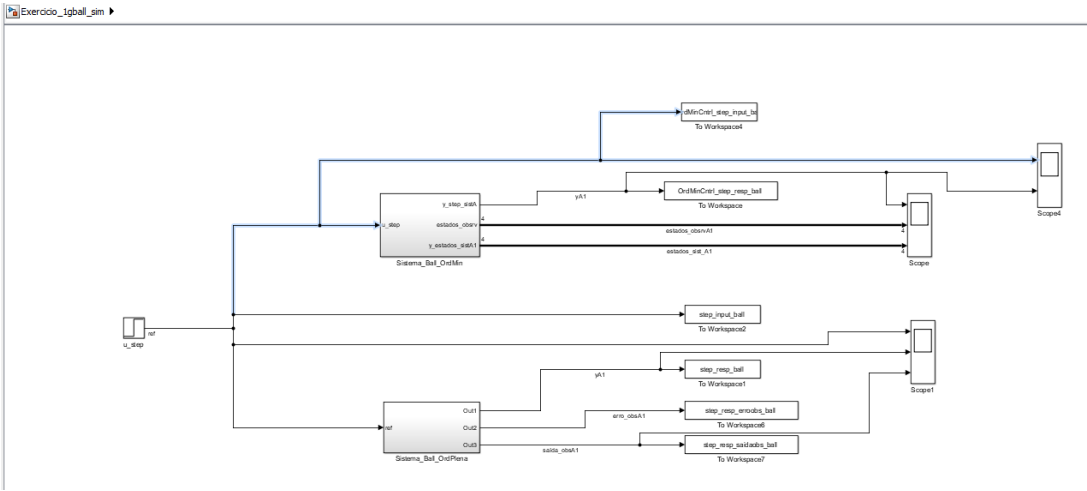 Exercicio_1gball_sim
dMinCntrl_step_input_ba
To Workspace4
y_step_sistA
yA1
OrdMinCntrl_step_resp_ball
To Workspace
Scope4
u_step
estados_obsrv
4
estados_obsrvA1
4
y_estados_sistA1
4
estados_sist_A1
4
Sistema_Ball_OrdMin
Scope
step_input_ball
To Workspace2
ref
u_step
yA1
step_resp_ball
To Workspace1
Scope1
Out1
erro_obsA1
step_resp_erroobs_ball
To Workspace6
ref
Out2
Out3
saída_obsA1
step_resp_saidaobs_ball
To Workspace7
Sistema_Ball_OrdPlena